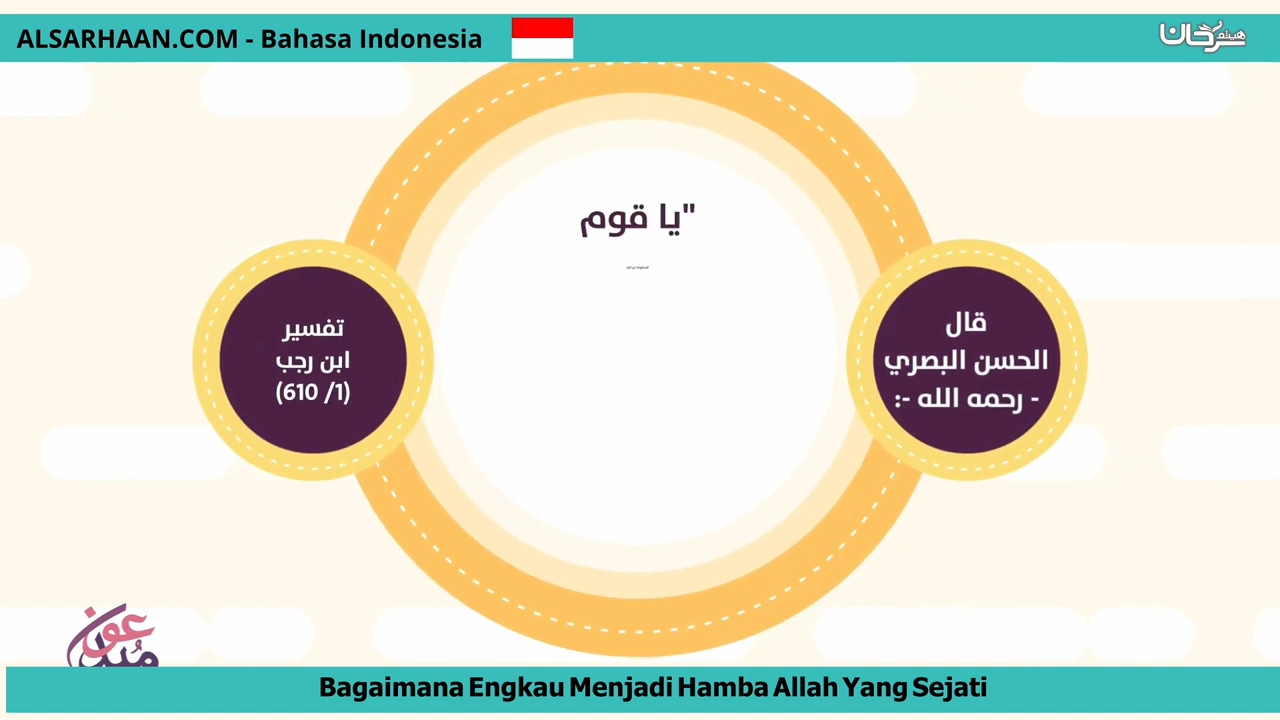 ALSARHAAN.COM - Bahasa Indonesia
هيثم سرحان
"يا قوم
قال
الحسن البصري
- رحمه الله -:
تفسير
ابن رجب
(1/ 610)
Bagaimana Engkau Menjadi Hamba Allah Yang Sejati